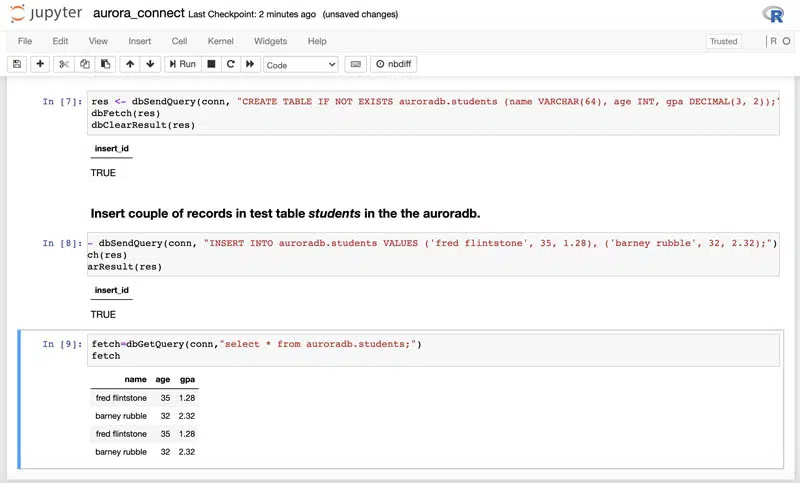 jupyter aurora_connect Last Checkpoint: 2 minutes ago (unsaved changes)
R
File Edit View Insert Cell Kernel Widgets Help
Trusted R
Run Code nbdiff
In [7]: res <- dbSendQuery(conn, "CREATE TABLE IF NOT EXISTS auroradb.students (name VARCHAR(64), age INT, gpa DECIMAL(3, 2));"
dbFetch(res)
dbClearResult(res)
insert_id
TRUE
Insert couple of records in test table students in the the auroradb.
In [8]: - dbSendQuery(conn, "INSERT INTO auroradb.students VALUES ('fred flintstone', 35, 1.28), ('barney rubble', 32, 2.32);")
ch(res)
arResult(res)
insert_id
TRUE
In [9]: fetch=dbGetQuery(conn,"select * from auroradb.students;")
fetch
name age gpa
fred flintstone 35 1.28
barney rubble 32 2.32
fred flintstone 35 1.28
barney rubble 32 2.32